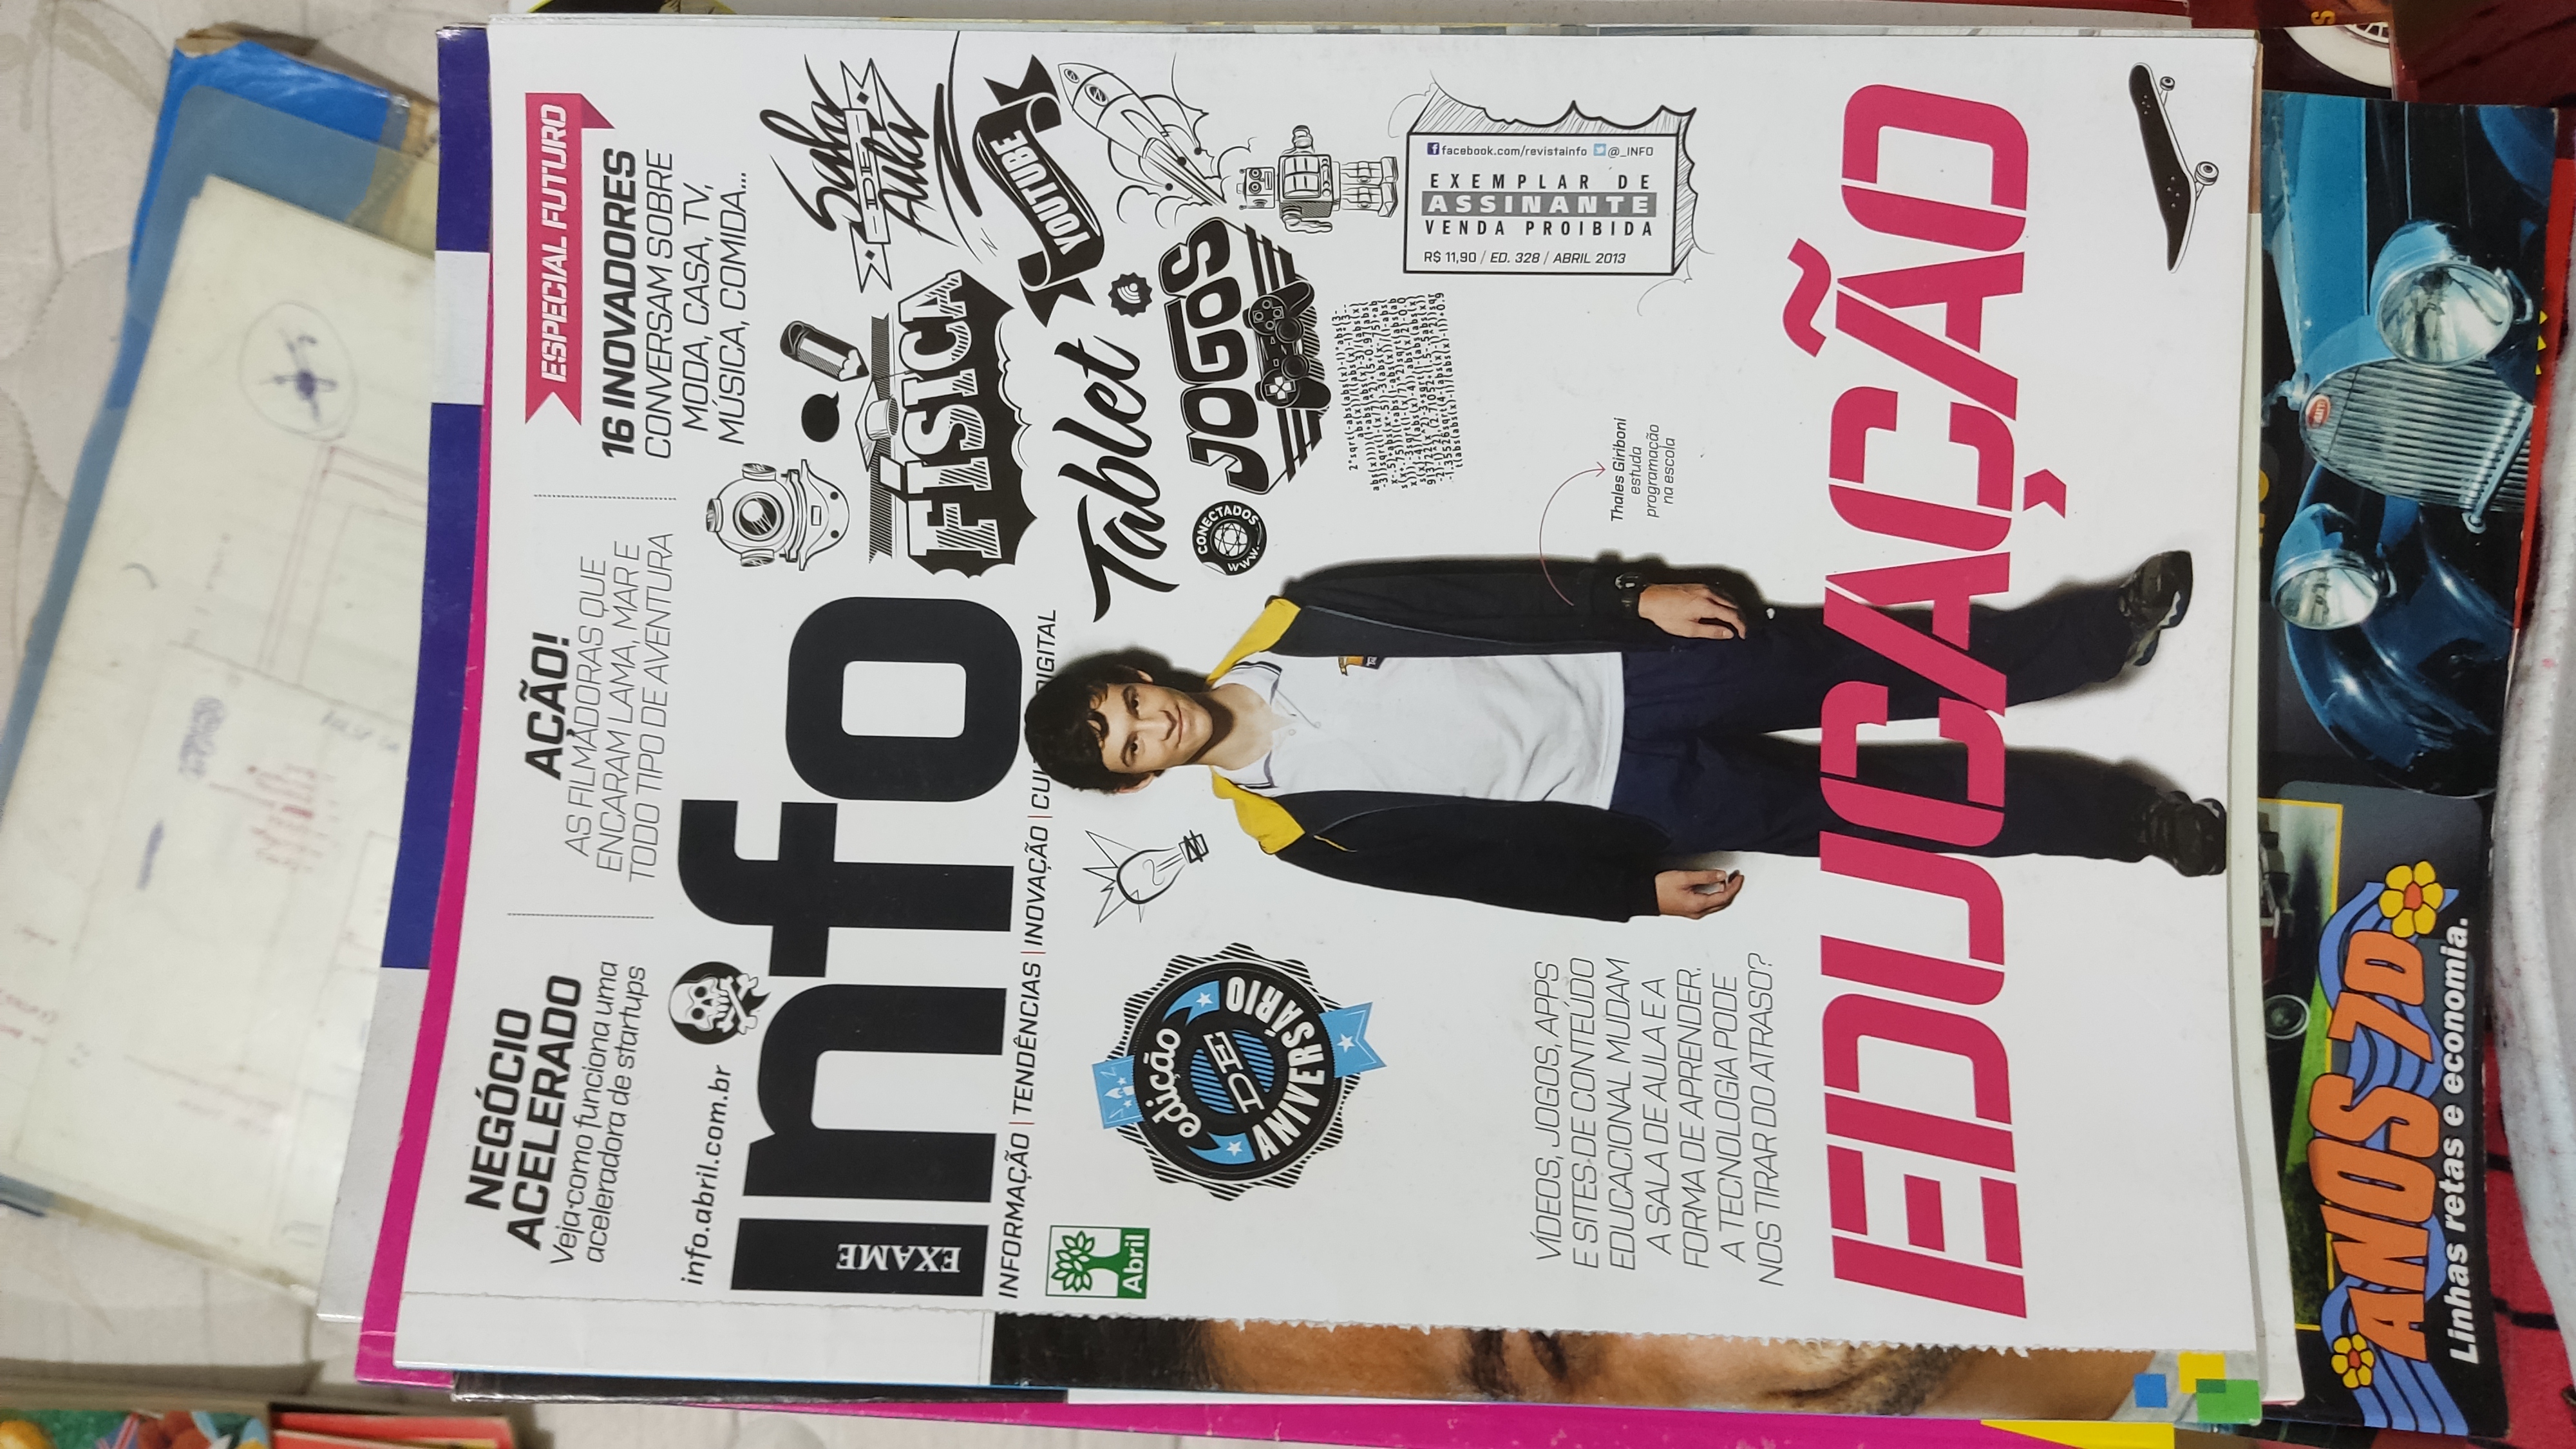 NEGÓCIO
ACELERADO
Veja como funciona uma
aceleradora de startups
AÇÃO!
AS FILMADORAS QUE
ENCARAM LAMA, MAR E
TODO TIPO DE AVENTURA
ESPECIAL FUTURO
16 INOVADORES
CONVERSAM SOBRE
MODA, CASA, TV,
MÚSICA, COMIDA...
info.abril.com.br
info
EXAME
INFORMAÇÃO | TENDÊNCIAS | INOVAÇÃO | CUL DIGITAL
Abril
edição
DE
ANIVERSÁRIO
Sala
DE
Aula
FÍSICA
YOUTUBE
Tablet
CONECTADOS
WWW.
JOGOS
facebook.com/revistainfo @_INFO
EXEMPLAR DE
ASSINANTE
VENDA PROIBIDA
R$ 11,90 / ED. 328 / ABRIL 2013
Thales Giriboni
estuda
programação
na escola
VÍDEOS, JOGOS, APPS
E SITES DE CONTEÚDO
EDUCACIONAL MUDAM
A SALA DE AULA E A
FORMA DE APRENDER.
A TECNOLOGIA PODE
NOS TIRAR DO ATRASO?
EDUCAÇÃO
ANOS 70
Linhas retas e economia.
BUGATTI